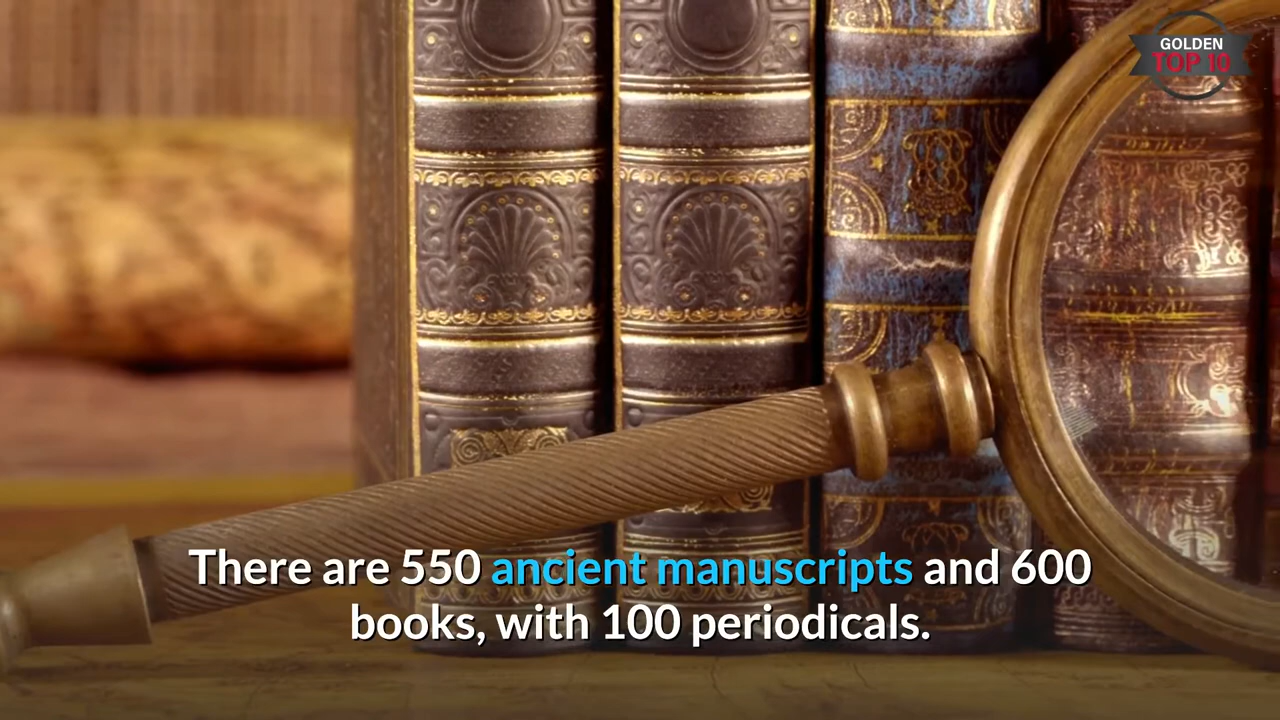 GOLDEN
TOP 10
There are 550 ancient manuscripts and 600
books, with 100 periodicals.